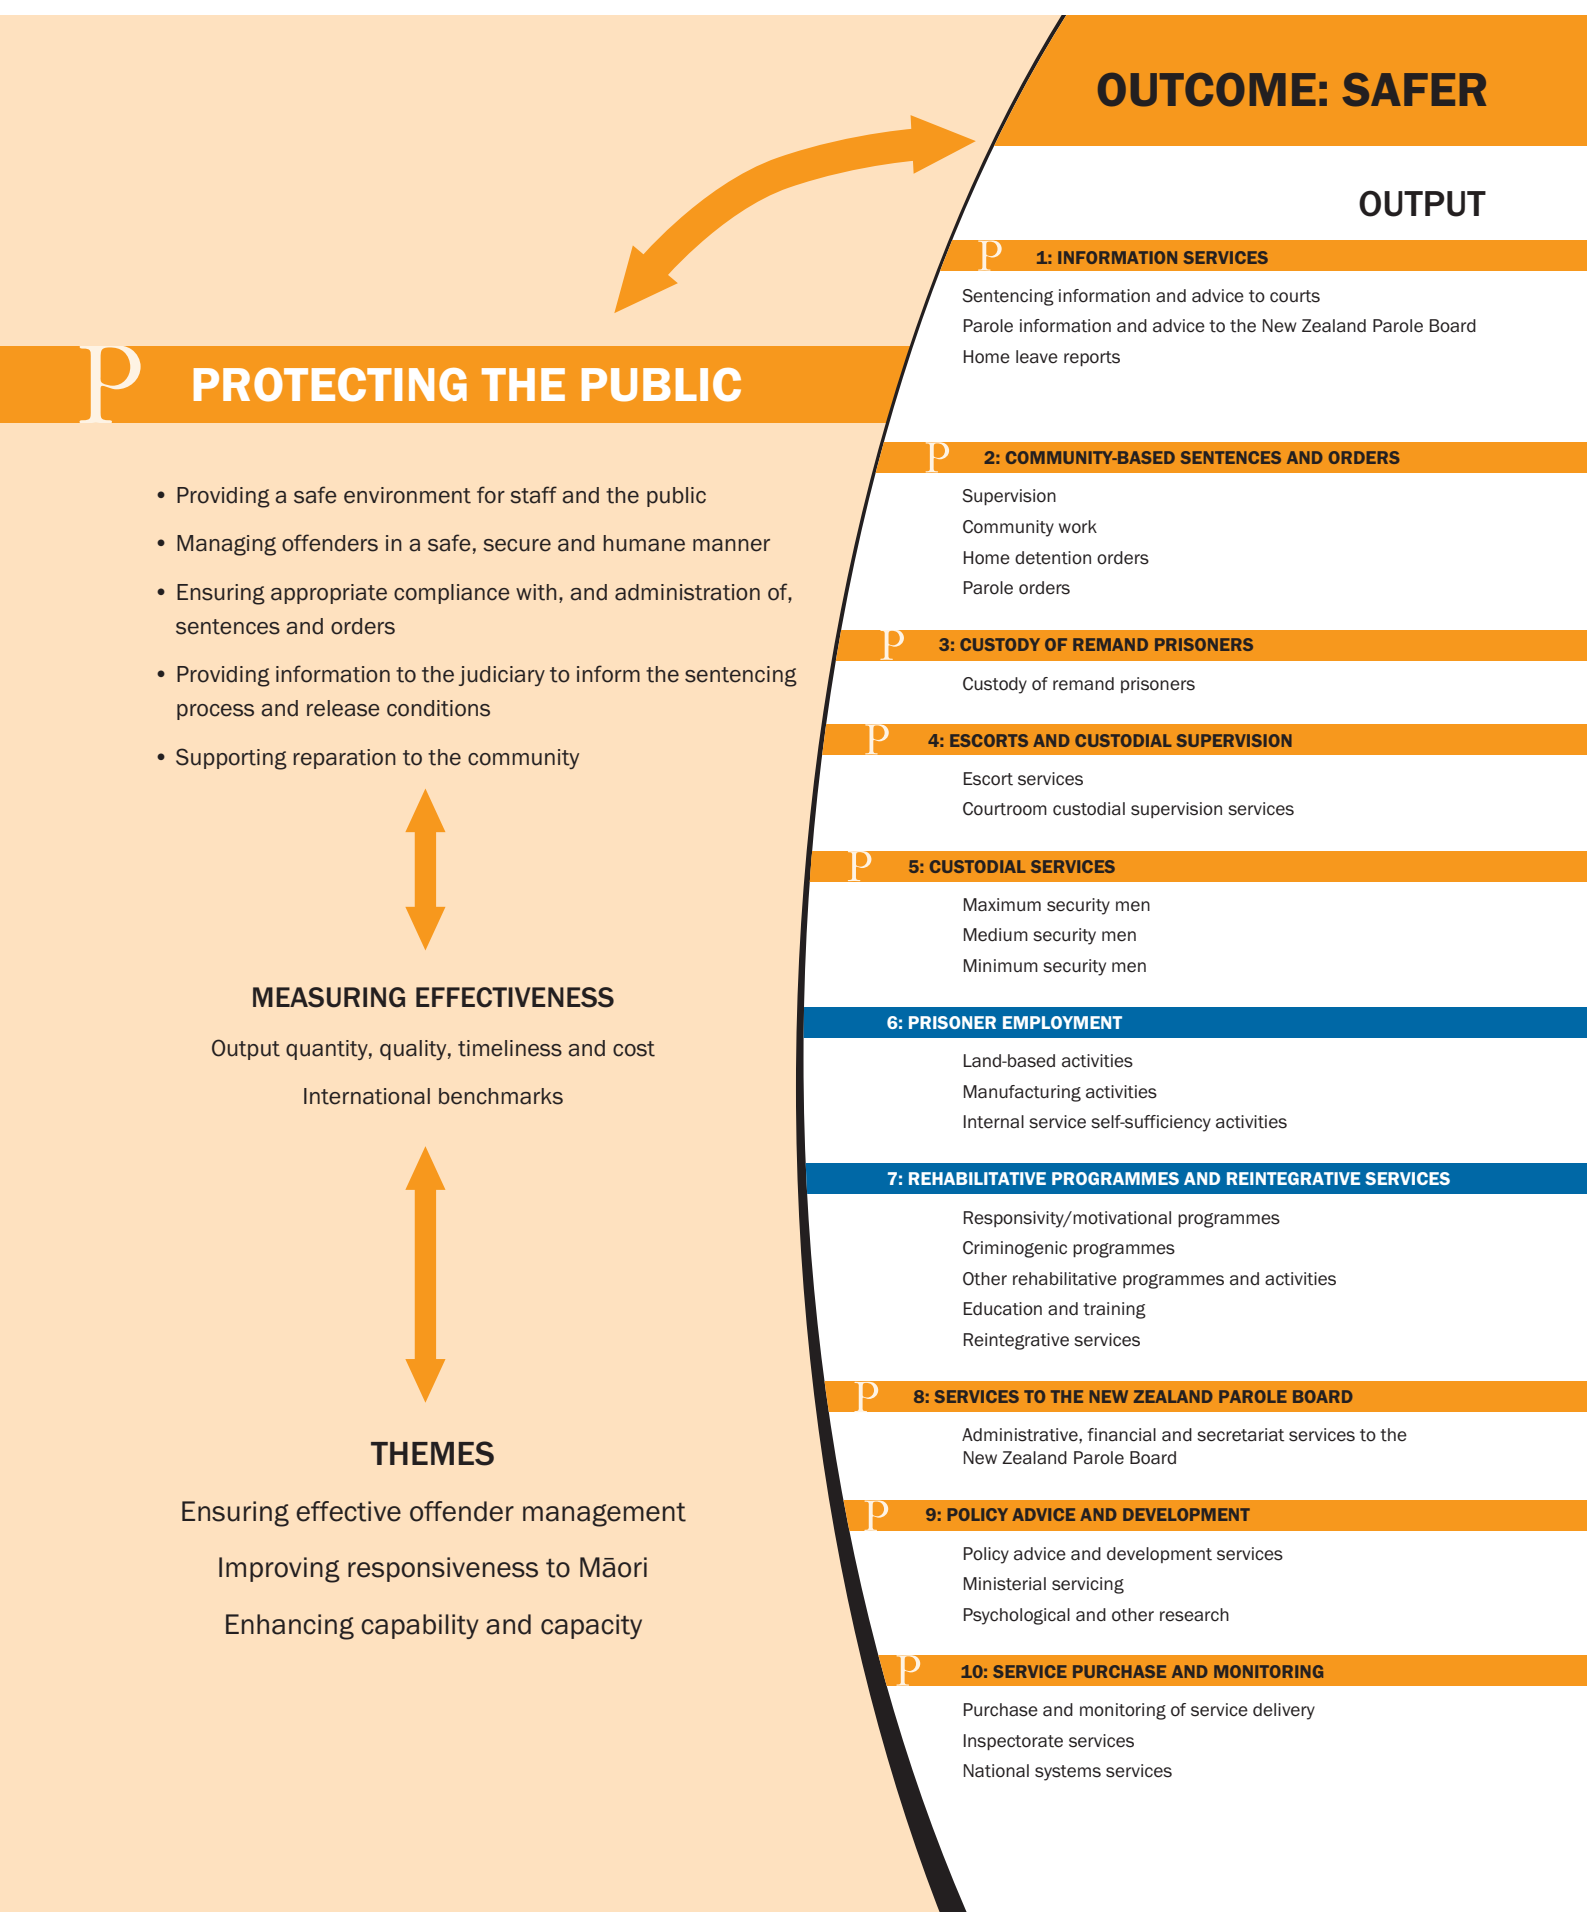 P PROTECTING THE PUBLIC
• Providing a safe environment for staff and the public
• Managing offenders in a safe, secure and humane manner
• Ensuring appropriate compliance with, and administration of,
sentences and orders
• Providing information to the judiciary to inform the sentencing
process and release conditions
• Supporting reparation to the community
MEASURING EFFECTIVENESS
Output quantity, quality, timeliness and cost
International benchmarks
THEMES
Ensuring effective offender management
Improving responsiveness to Māori
Enhancing capability and capacity
OUTCOME: SAFER
OUTPUT
P 1: INFORMATION SERVICES
Sentencing information and advice to courts
Parole information and advice to the New Zealand Parole Board
Home leave reports
P 2: COMMUNITY-BASED SENTENCES AND ORDERS
Supervision
Community work
Home detention orders
Parole orders
P 3: CUSTODY OF REMAND PRISONERS
Custody of remand prisoners
P 4: ESCORTS AND CUSTODIAL SUPERVISION
Escort services
Courtroom custodial supervision services
P 5: CUSTODIAL SERVICES
Maximum security men
Medium security men
Minimum security men
6: PRISONER EMPLOYMENT
Land-based activities
Manufacturing activities
Internal service self-sufficiency activities
7: REHABILITATIVE PROGRAMMES AND REINTEGRATIVE SERVICES
Responsivity/motivational programmes
Criminogenic programmes
Other rehabilitative programmes and activities
Education and training
Reintegrative services
P 8: SERVICES TO THE NEW ZEALAND PAROLE BOARD
Administrative, financial and secretariat services to the
New Zealand Parole Board
P 9: POLICY ADVICE AND DEVELOPMENT
Policy advice and development services
Ministerial servicing
Psychological and other research
P 10: SERVICE PURCHASE AND MONITORING
Purchase and monitoring of service delivery
Inspectorate services
National systems services